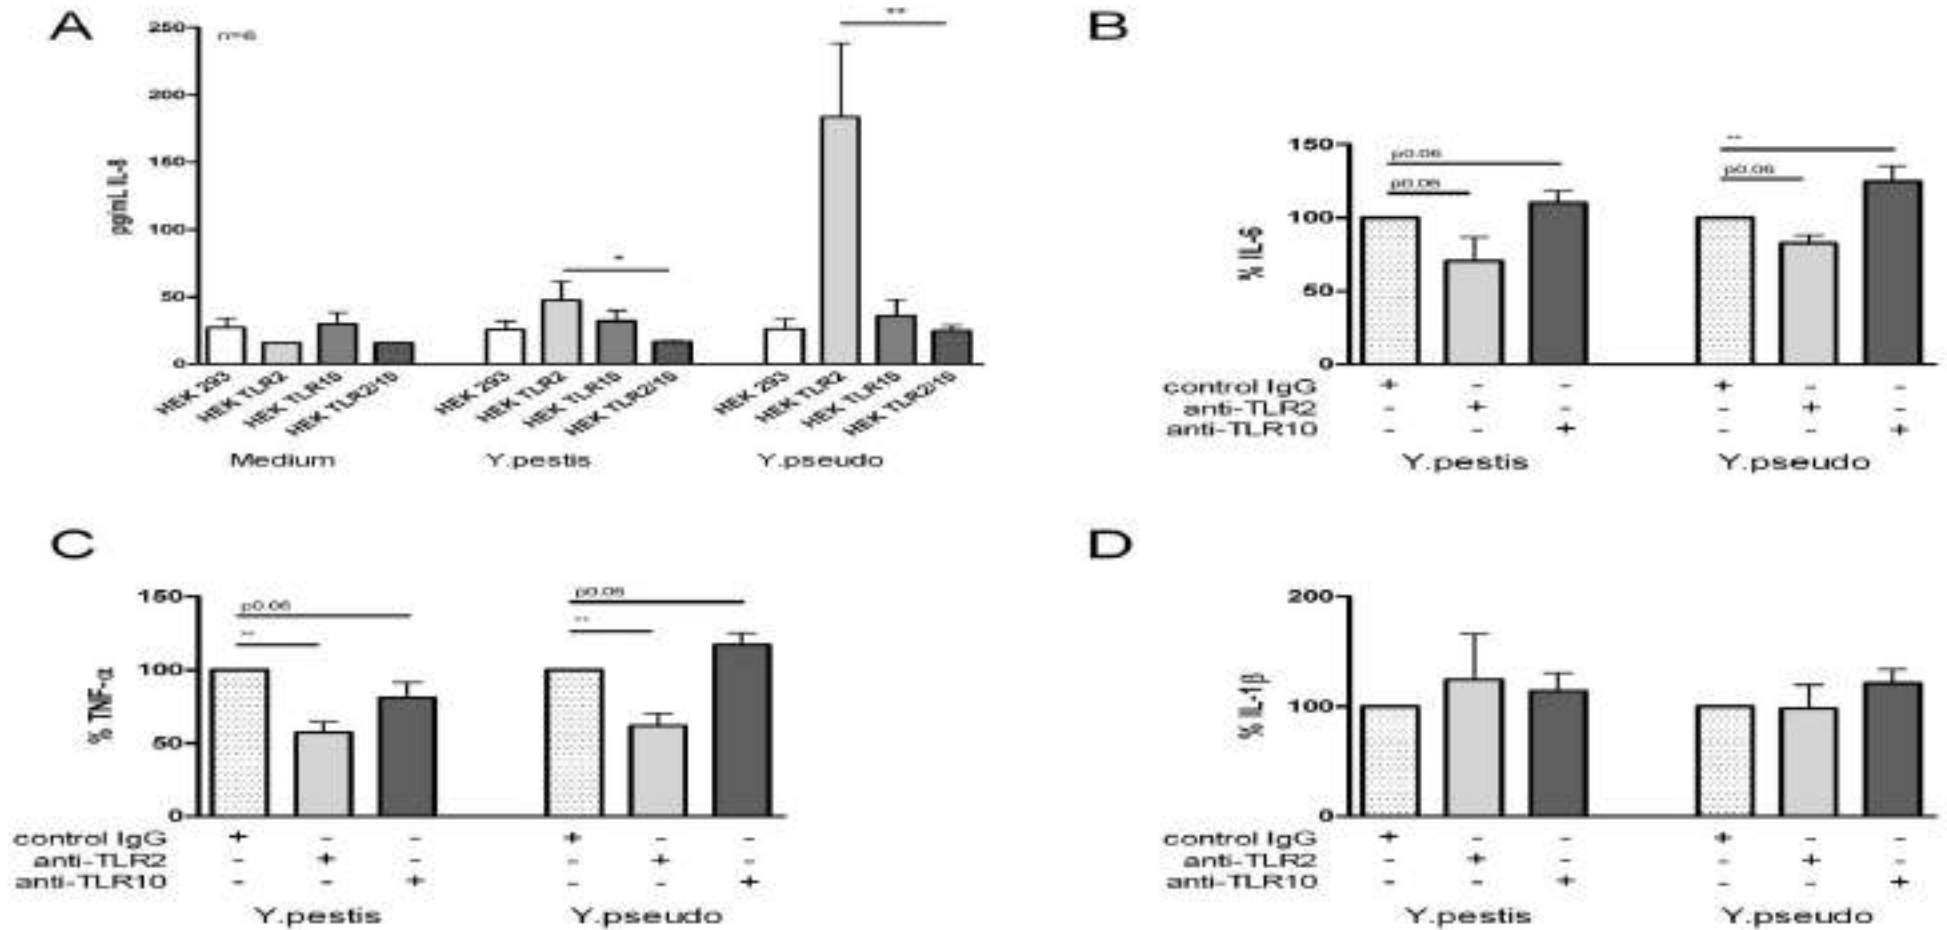 A
n=6
**
250
200
150
100
50
0
pg/mL IL-8
HEK 293 HEK TLR2 HEK TLR10 HEK TLR2/10 HEK 293 HEK TLR2 HEK TLR10 HEK TLR2/10 HEK 293 HEK TLR2 HEK TLR10 HEK TLR2/10
*
Medium Y.pestis Y.pseudo
B
150
100
50
0
% IL-6
p0.06
p0.06
**
p0.06
control IgG + - - + - -
anti-TLR2 - + - - + -
anti-TLR10 - - + - - +
Y.pestis Y.pseudo
C
150
100
50
0
% TNF-α
p0.06
**
p0.06
**
control IgG + - - + - -
anti-TLR2 - + - - + -
anti-TLR10 - - + - - +
Y.pestis Y.pseudo
D
200
100
0
% IL-1β
control IgG + - - + - -
anti-TLR2 - + - - + -
anti-TLR10 - - + - - +
Y.pestis Y.pseudo